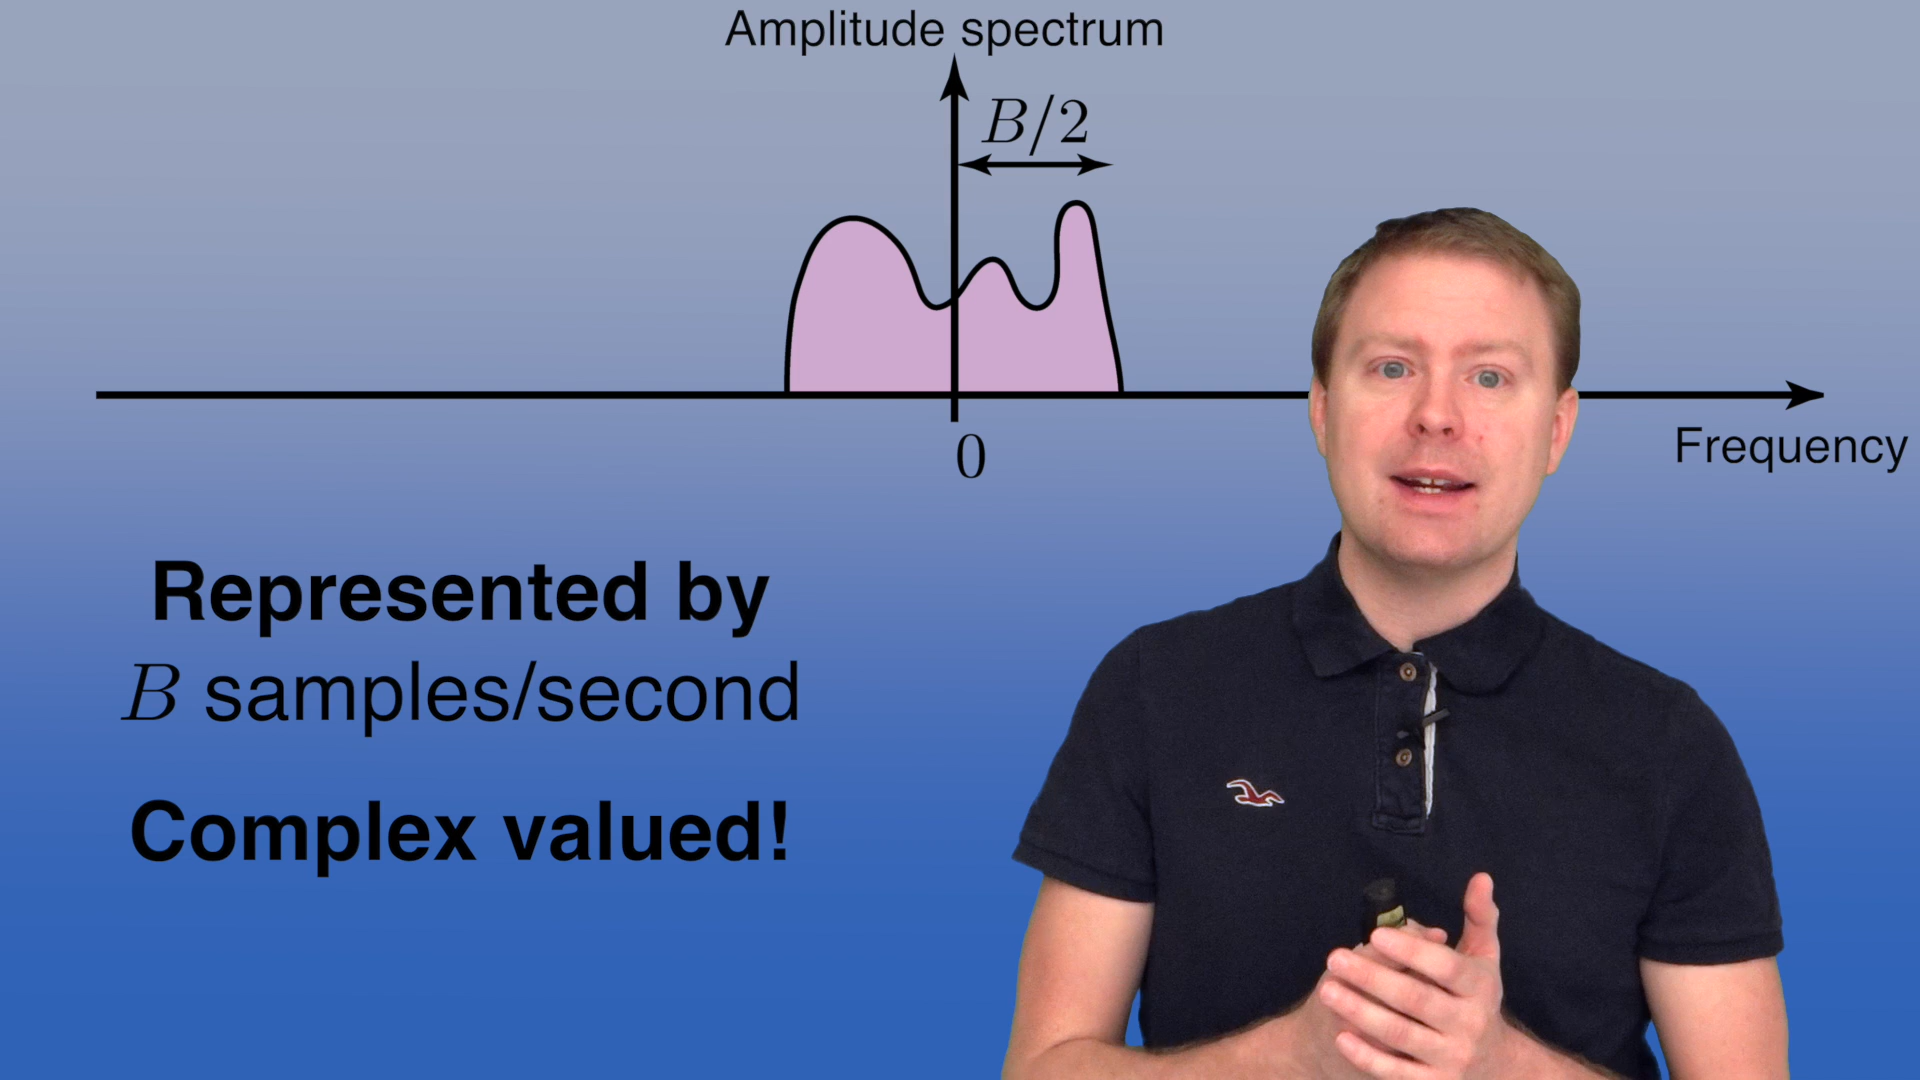 Amplitude spectrum
B/2
0
Frequency
Represented by
B samples/second
Complex valued!